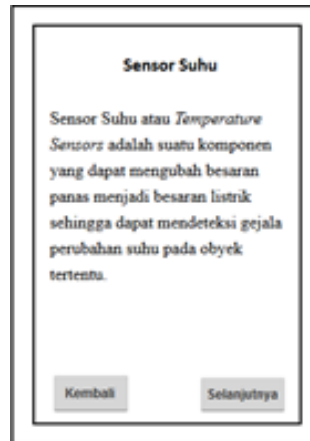 Sensor Suhu
Sensor Suhu atau Temperature
Sensors adalah suatu komponen
yang dapat mengubah besaran
panas menjadi besaran listrik
sehingga dapat mendeteksi gejala
perubahan suhu pada obyek
tertentu.
Kembali
Selanjutnya